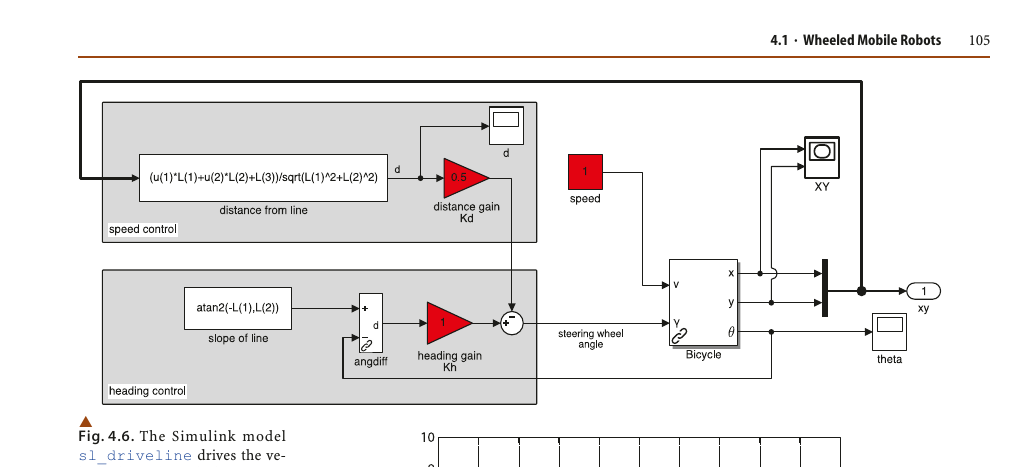 4.1 · Wheeled Mobile Robots 105
d
(u(1)*L(1)+u(2)*L(2)+L(3))/sqrt(L(1)^2+L(2)^2)
d
0.5
distance from line
distance gain
Kd
speed control
1
speed
XY
atan2(-L(1),L(2))
slope of line
+
−
d
angdiff
1
heading gain
Kh
+
−
steering wheel
angle
v
γ
x
y
θ
Bicycle
1
xy
theta
heading control
Fig. 4.6. The Simulink model
sl_driveline drives the ve-
10